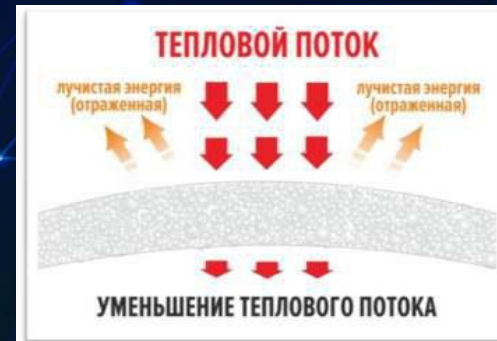 ТЕПЛОВОЙ ПОТОК
лучистая энергия
(отраженная)
лучистая энергия
(отраженная)
УМЕНЬШЕНИЕ ТЕПЛОВОГО ПОТОКА